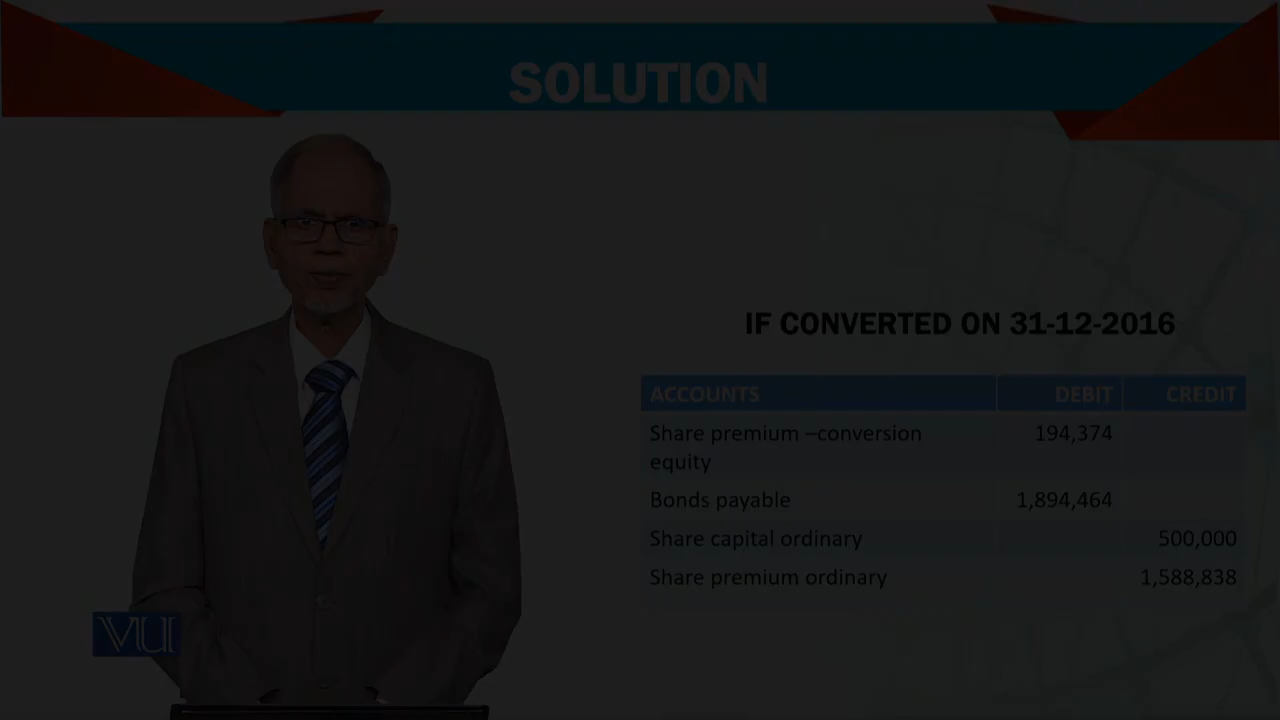 SOLUTION
IF CONVERTED ON 31-12-2016
ACCOUNTS DEBIT CREDIT
Share premium –conversion 194,374
equity
Bonds payable 1,894,464
Share capital ordinary 500,000
Share premium ordinary 1,588,838
VU